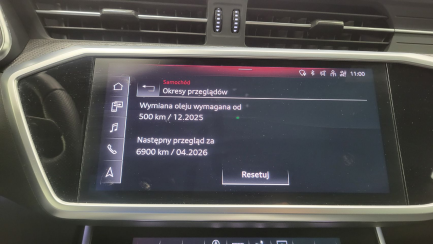 11:00
Samochód
Okresy przeglądów
Wymiana oleju wymagana od
500 km / 12.2025
Następny przegląd za
6900 km / 04.2026
Resetuj